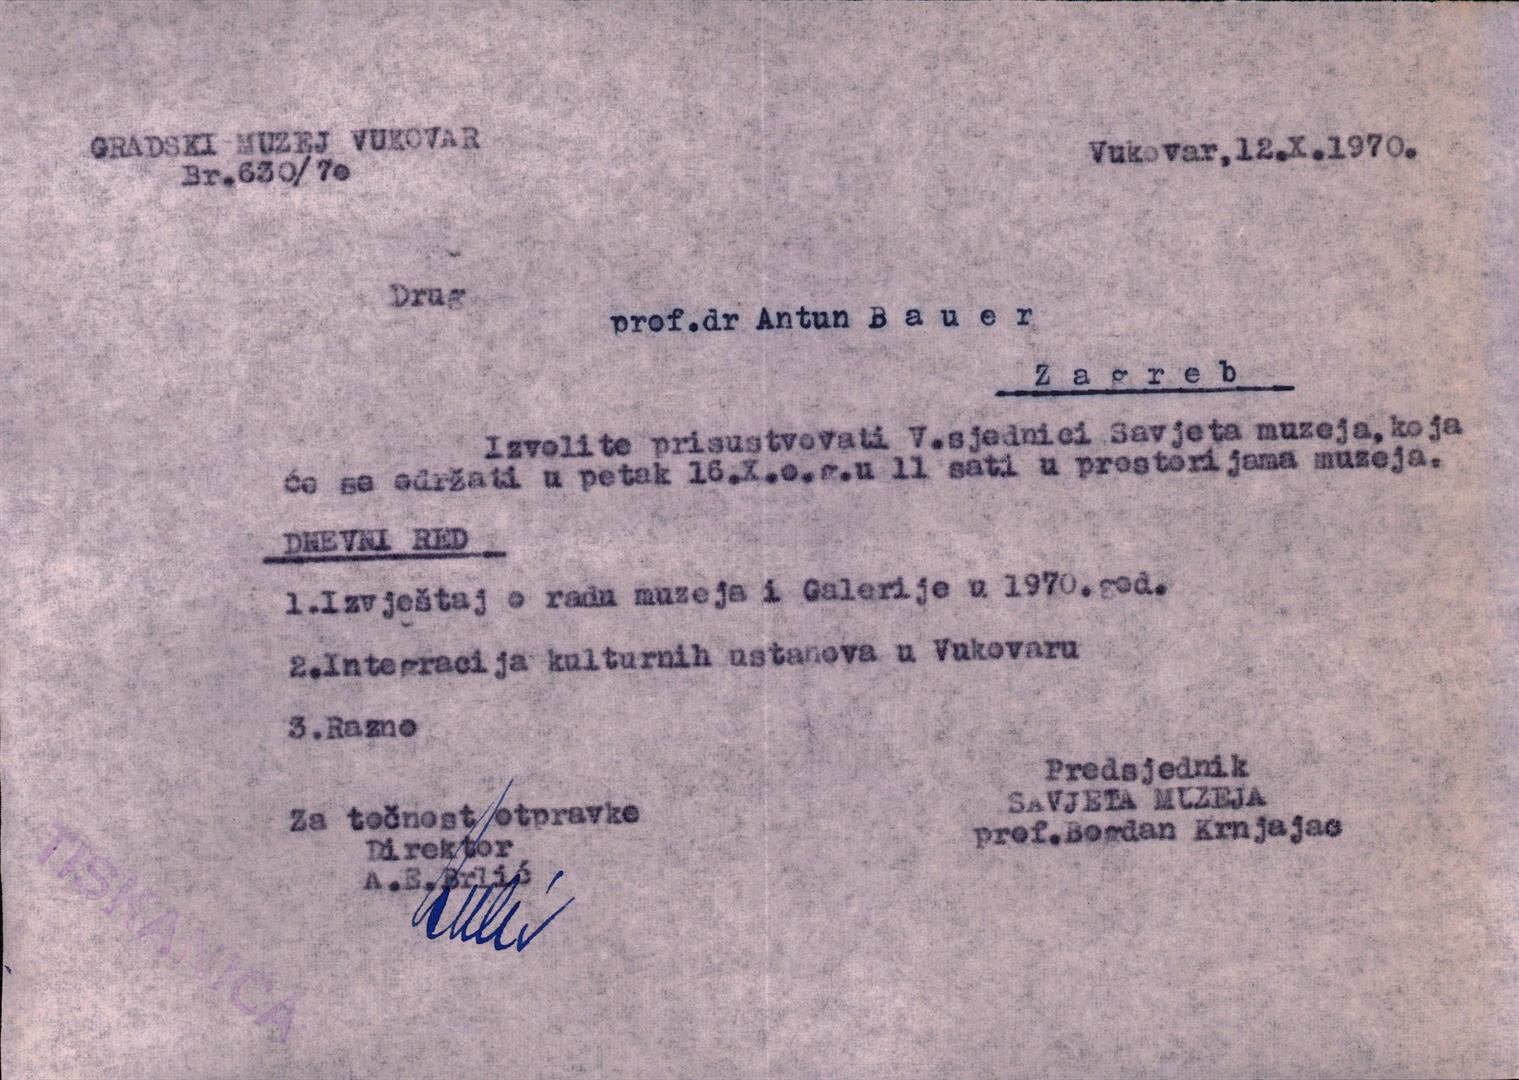 GRADSKI MUZEJ VUKOVAR
Br.630/70
Vukovar,12.X.1970.
Drug
prof.dr Antun B a u e r
Z a g r e b
Izvolite prisustvovati V.sjednici Savjeta muzeja,koja
će se održati u petak 16.X.o.g.u 11 sati u prostorijama muzeja.
DNEVNI RED
1.Izvještaj o radu muzeja i Galerije u 1970.god.
2.Integracija kulturnih ustanova u Vukovaru
3.Razno
Predsjednik
SAVJETA MUZEJA
prof.Bogdan Krnjajac
Za točnost otpravke
Direktor
A.E.Brlić
TISKANICA